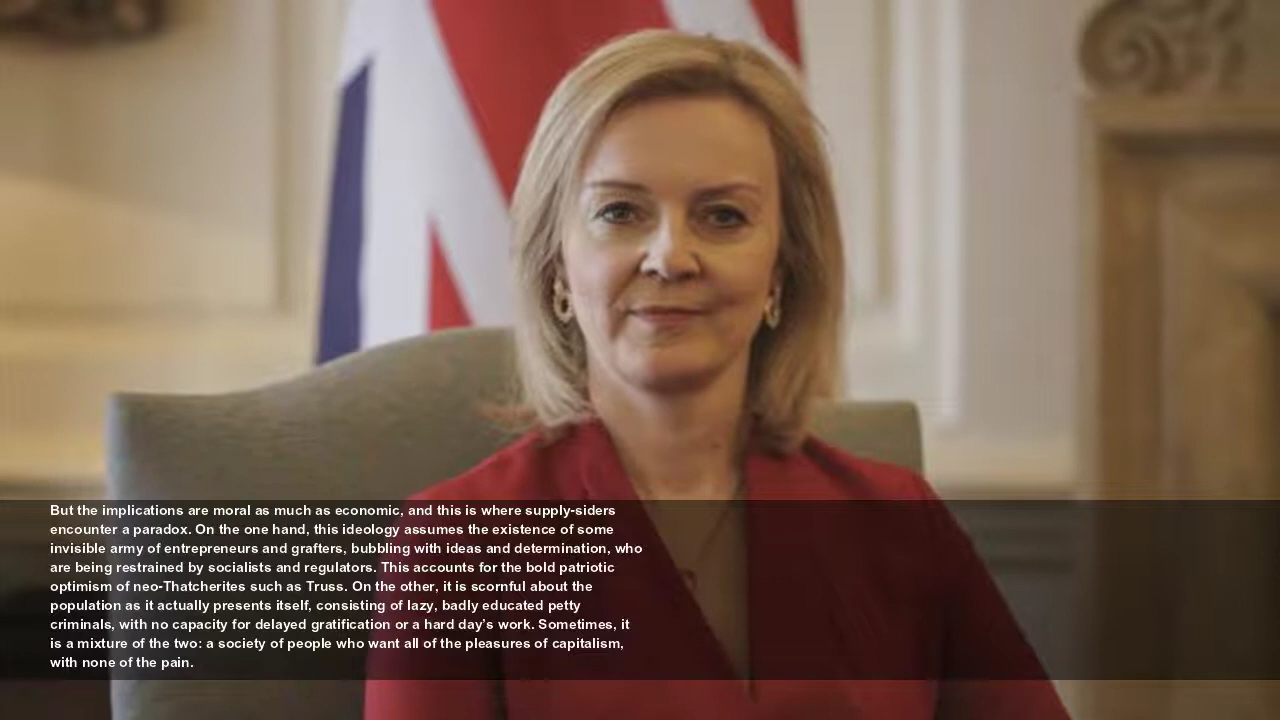 But the implications are moral as much as economic, and this is where supply-siders
encounter a paradox. On the one hand, this ideology assumes the existence of some
invisible army of entrepreneurs and grafters, bubbling with ideas and determination, who
are being restrained by socialists and regulators. This accounts for the bold patriotic
optimism of neo-Thatcherites such as Truss. On the other, it is scornful about the
population as it actually presents itself, consisting of lazy, badly educated petty
criminals, with no capacity for delayed gratification or a hard day’s work. Sometimes, it
is a mixture of the two: a society of people who want all of the pleasures of capitalism,
with none of the pain.